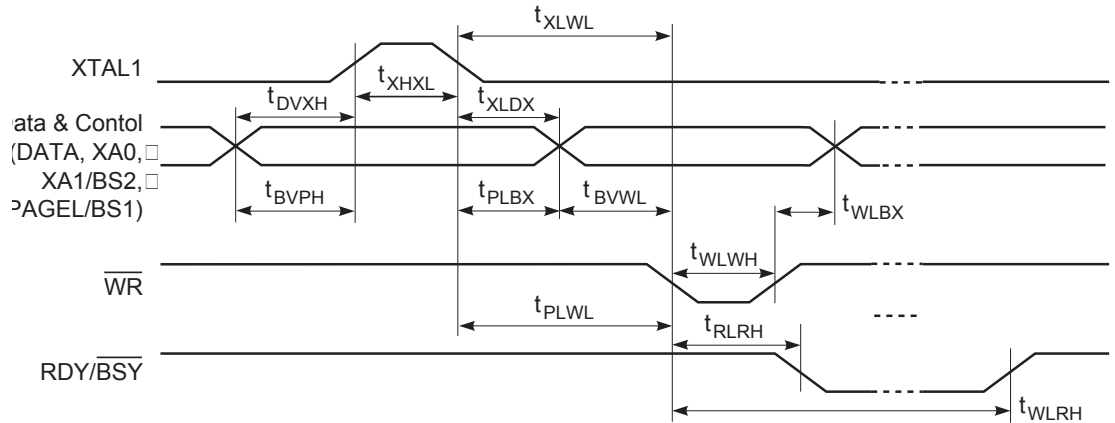 tXLWL
XTAL1
tXHXL
tDVXH
tXLDX
ata & Contol
(DATA, XA0,
XA1/BS2,
PAGEL/BS1)
tBVPH
tPLBX
tBVWL
tWLBX
tWLWH
WR
tPLWL
tRLRH
RDY/BSY
tWLRH